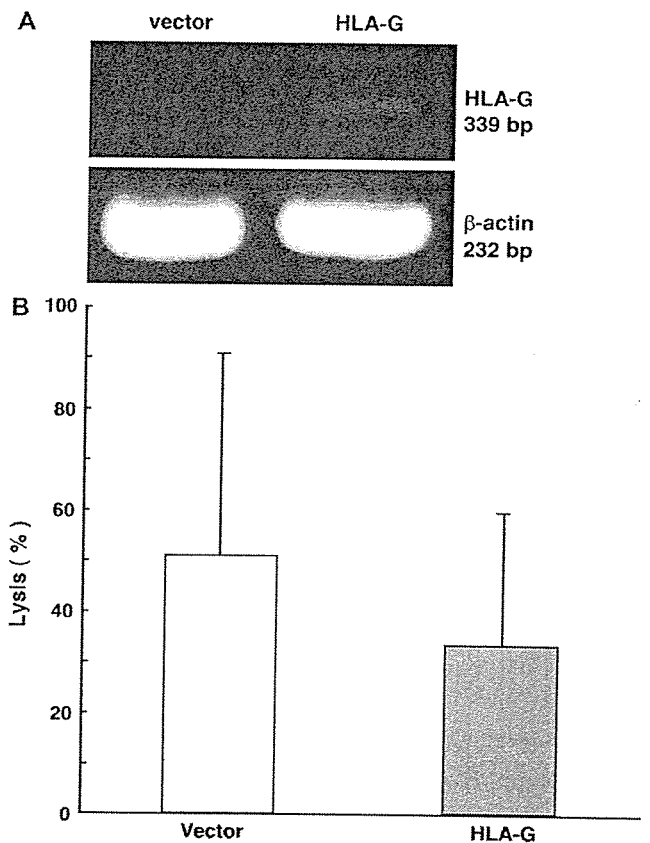 A
vector HLA-G
HLA-G
339 bp
β-actin
232 bp
B
100
80
60
40
20
0
Lysis ( % )
Vector HLA-G